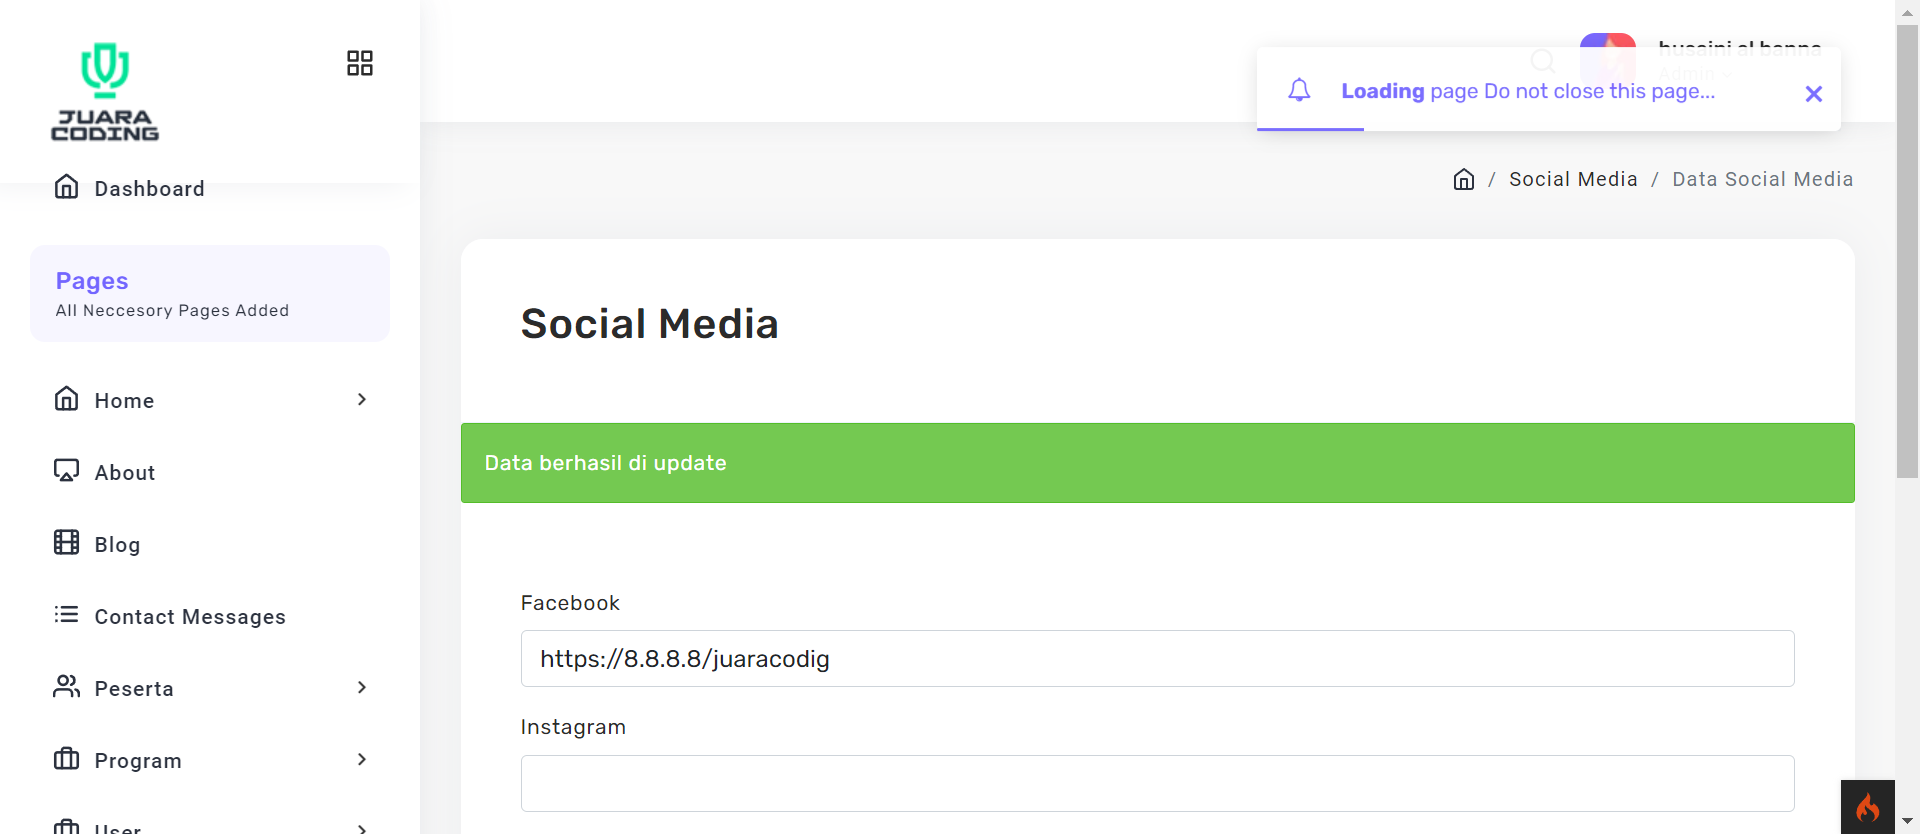 JUARA
CODING
Dashboard
Pages
All Neccesory Pages Added
Home
About
Blog
Contact Messages
Peserta
Program
User
husaini al banna
Admin
Loading page Do not close this page...
/ Social Media / Data Social Media
Social Media
Data berhasil di update
Facebook
https://8.8.8.8/juaracodig
Instagram